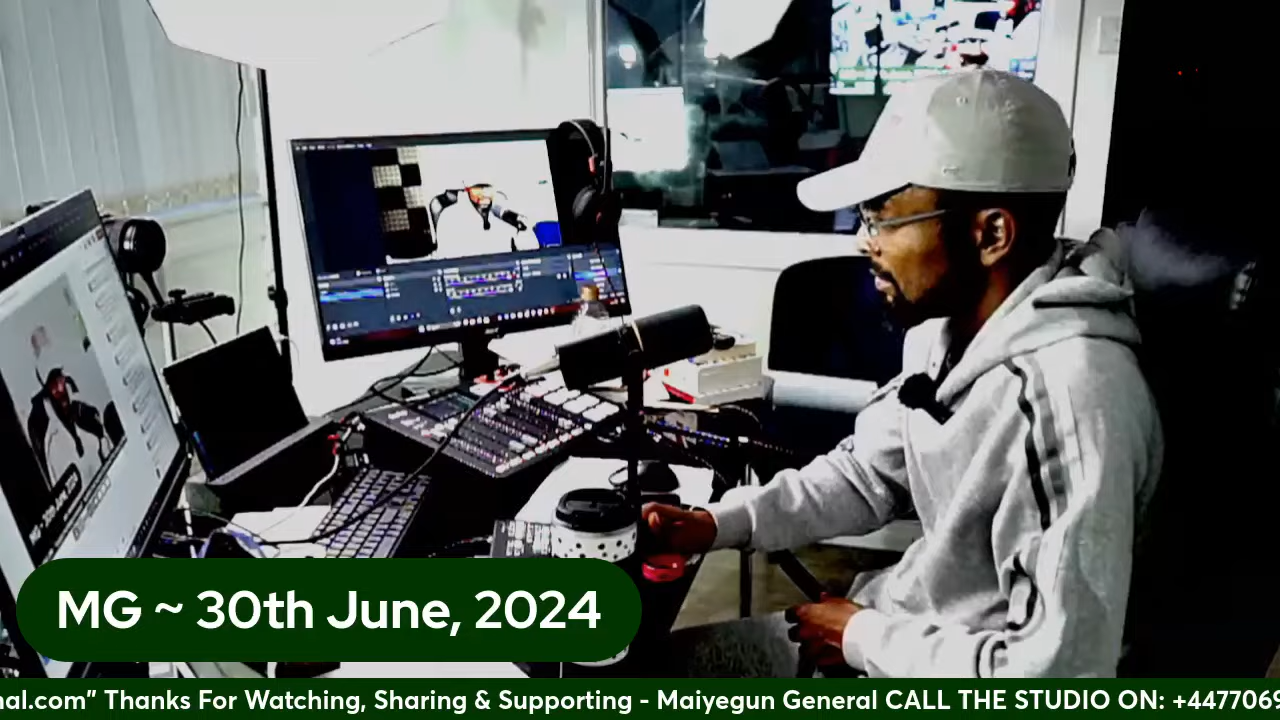 MG ~ 30th June, 2024
nal.com” Thanks For Watching, Sharing & Supporting - Maiyegun General CALL THE STUDIO ON: +4477069